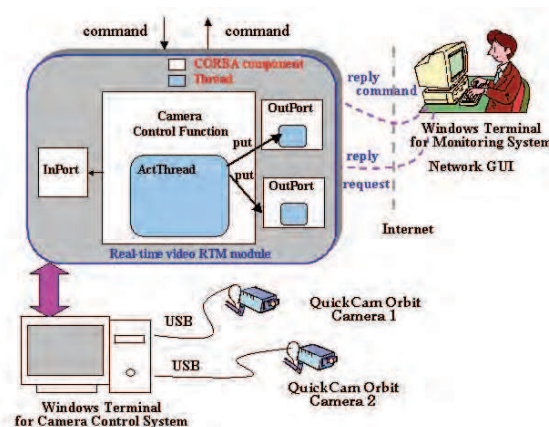 command
command
CORBA component
Thread
Camera
Control Function
OutPort
put
ActThread
put
InPort
OutPort
Real-time video RTM module
reply
command
reply
request
Windows Terminal
for Monitoring System
Network GUI
Internet
USB
QuickCam Orbit
Camera 1
USB
QuickCam Orbit
Camera 2
Windows Terminal
for Camera Control System